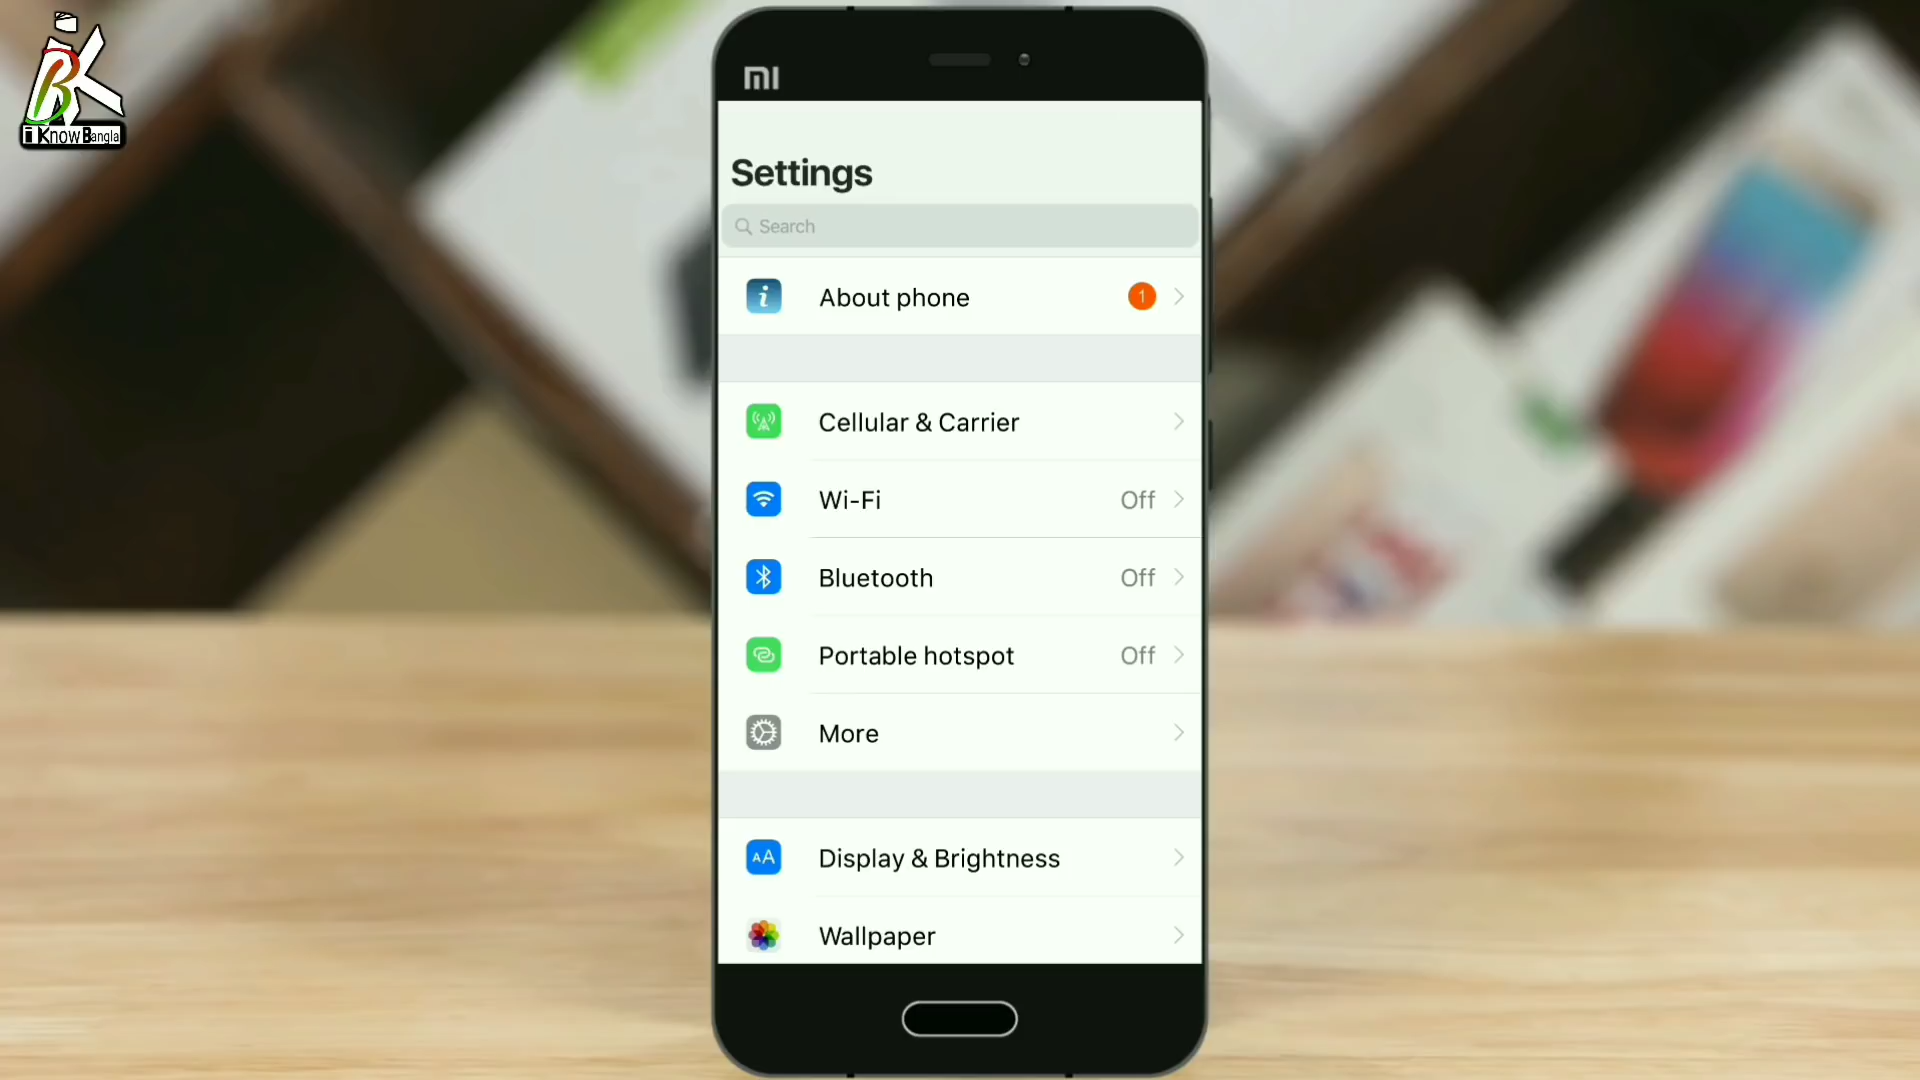 i Know Bangla
MI
Settings
Search
About phone
1
Cellular & Carrier
Wi-Fi
Off
Bluetooth
Off
Portable hotspot
Off
More
AA
Display & Brightness
Wallpaper